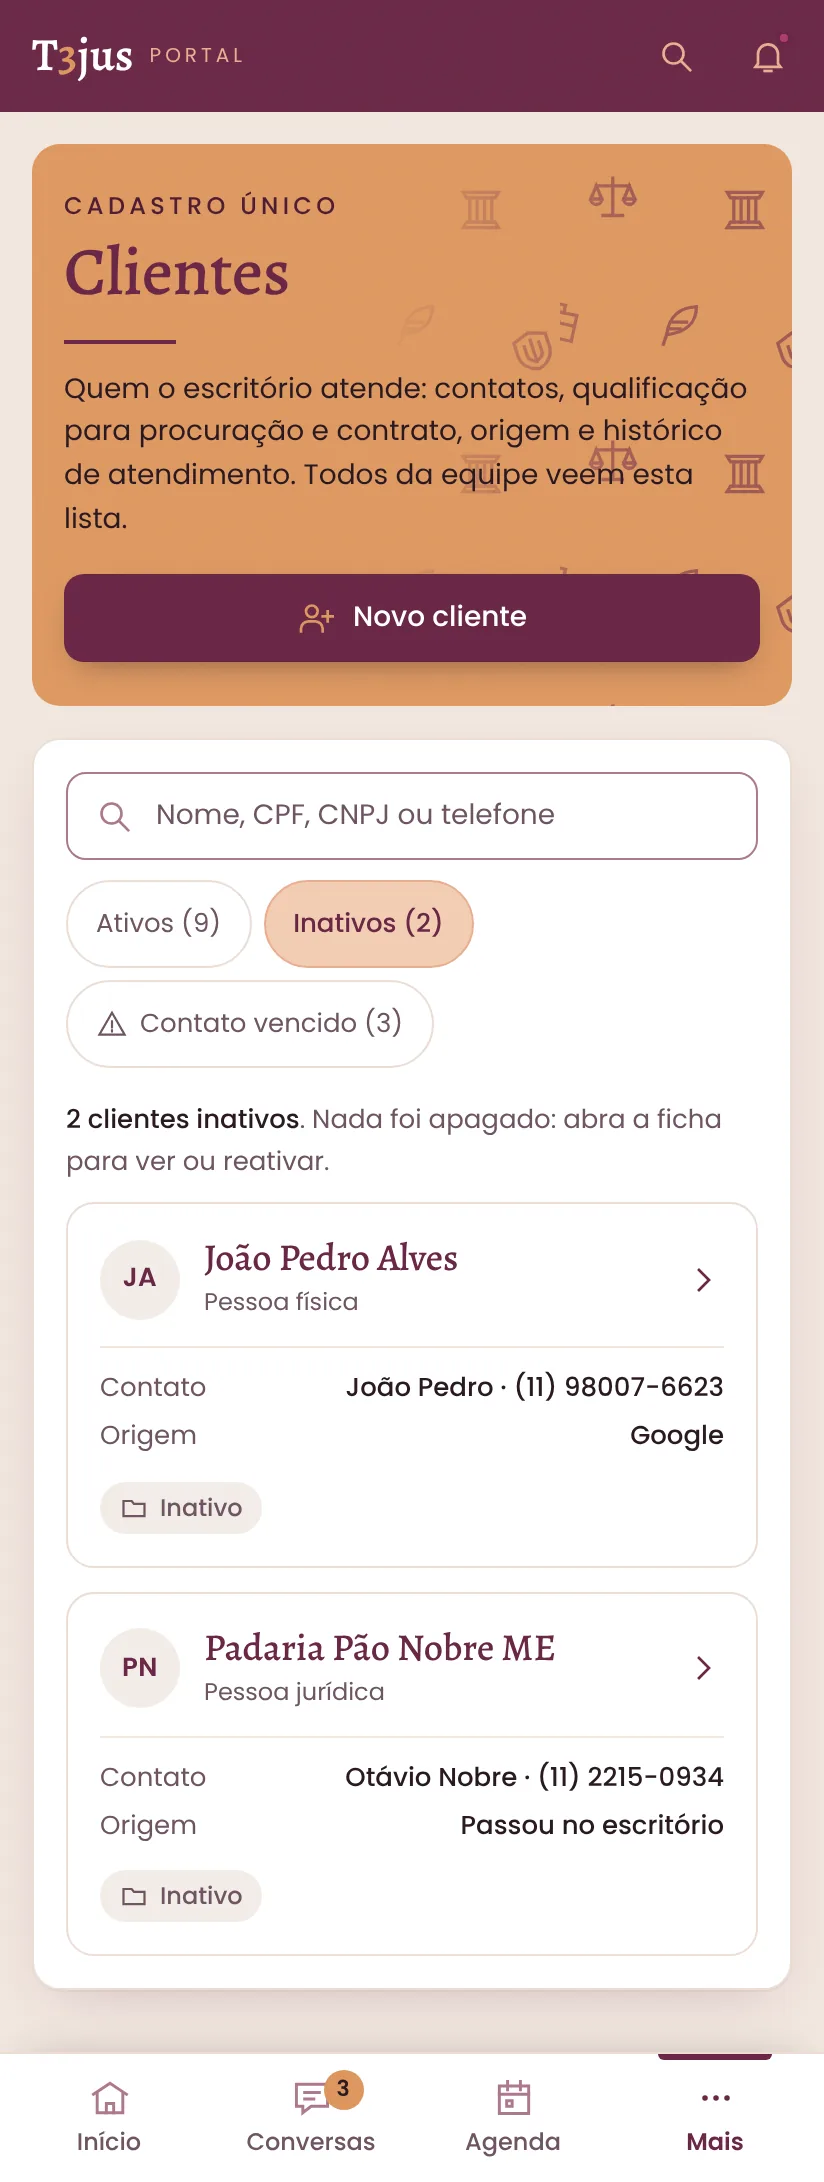 T3jus PORTAL
CADASTRO ÚNICO
Clientes
Quem o escritório atende: contatos, qualificação
para procuração e contrato, origem e histórico
de atendimento. Todos da equipe veem esta
lista.
Novo cliente
Nome, CPF, CNPJ ou telefone
Ativos (9)
Inativos (2)
Contato vencido (3)
2 clientes inativos. Nada foi apagado: abra a ficha
para ver ou reativar.
JA
João Pedro Alves
Pessoa física
Contato João Pedro · (11) 98007-6623
Origem Google
Inativo
PN
Padaria Pão Nobre ME
Pessoa jurídica
Contato Otávio Nobre · (11) 2215-0934
Origem Passou no escritório
Inativo
3
Início Conversas Agenda Mais